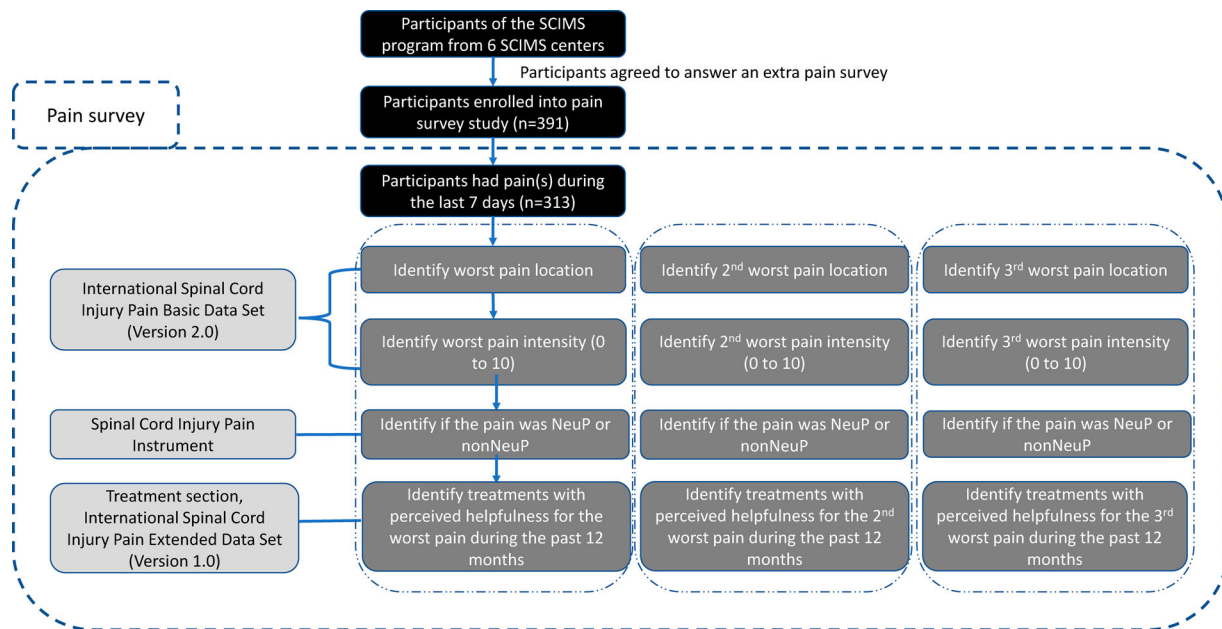 Participants of the SCIMS
program from 6 SCIMS centers
Participants agreed to answer an extra pain survey
Pain survey
Participants enrolled into pain
survey study (n=391)
Participants had pain(s) during
the last 7 days (n=313)
International Spinal Cord
Injury Pain Basic Data Set
(Version 2.0)
Identify worst pain location
Identify 2nd worst pain location
Identify 3rd worst pain location
Identify worst pain intensity (0
to 10)
Identify 2nd worst pain intensity
(0 to 10)
Identify 3rd worst pain intensity
(0 to 10)
Spinal Cord Injury Pain
Instrument
Identify if the pain was NeuP or
nonNeuP
Identify if the pain was NeuP or
nonNeuP
Identify if the pain was NeuP or
nonNeuP
Treatment section,
International Spinal Cord
Injury Pain Extended Data Set
(Version 1.0)
Identify treatments with
perceived helpfulness for the
worst pain during the past 12
months
Identify treatments with
perceived helpfulness for the 2nd
worst pain during the past 12
months
Identify treatments with
perceived helpfulness for the 3rd
worst pain during the past 12
months